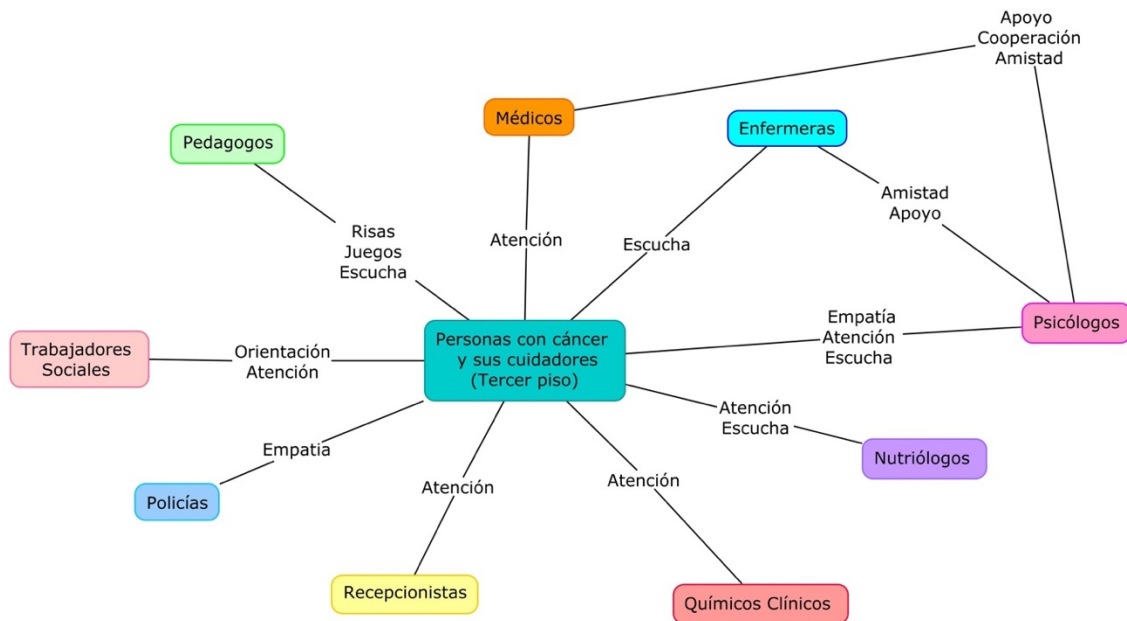 Apoyo
Cooperación
Amistad
Médicos
Enfermeras
Pedagogos
Amistad
Apoyo
Risas
Juegos
Escucha
Atención
Escucha
Psicólogos
Empatía
Atención
Escucha
Personas con cáncer
y sus cuidadores
(Tercer piso)
Trabajadores
Sociales
Orientación
Atención
Atención
Escucha
Nutriólogos
Empatia
Policías
Atención
Atención
Recepcionistas
Químicos Clínicos